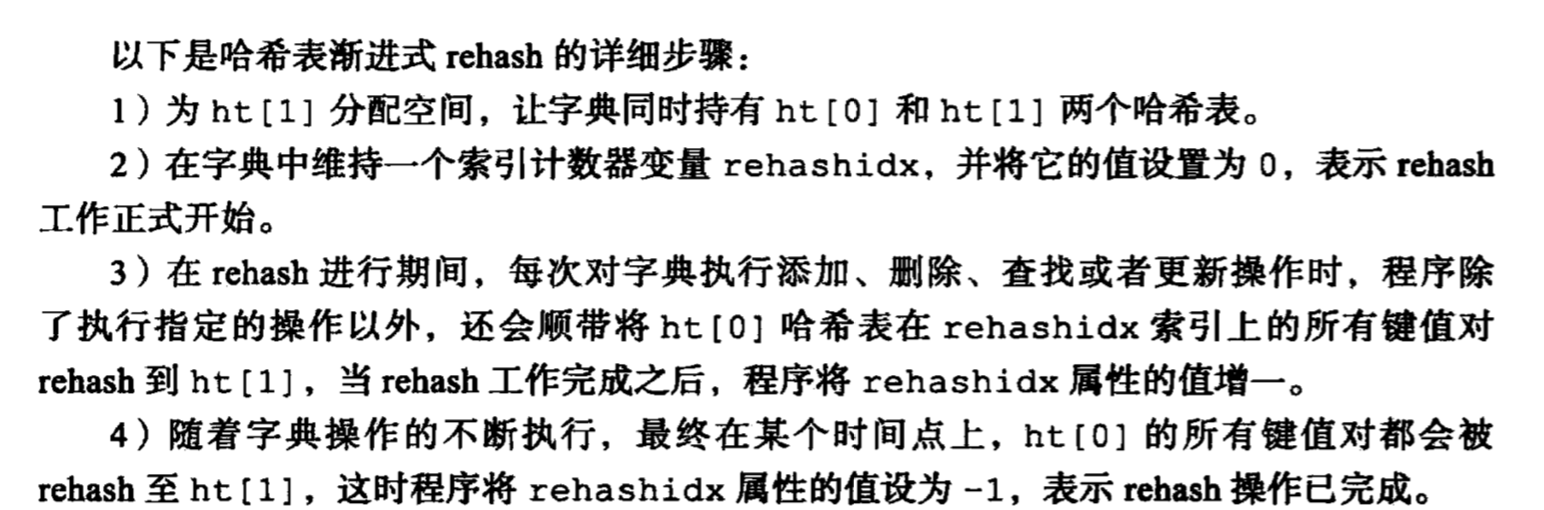 以下是哈希表渐进式 rehash 的详细步骤：
1）为 ht[1] 分配空间，让字典同时持有 ht[0] 和 ht[1] 两个哈希表。
2）在字典中维持一个索引计数器变量 rehashidx，并将它的值设置为 0，表示 rehash
工作正式开始。
3）在 rehash 进行期间，每次对字典执行添加、删除、查找或者更新操作时，程序除
了执行指定的操作以外，还会顺带将 ht[0] 哈希表在 rehashidx 索引上的所有键值对
rehash 到 ht[1]，当 rehash 工作完成之后，程序将 rehashidx 属性的值增一。
4）随着字典操作的不断执行，最终在某个时间点上，ht[0] 的所有键值对都会被
rehash 至 ht[1]，这时程序将 rehashidx 属性的值设为 -1，表示 rehash 操作已完成。